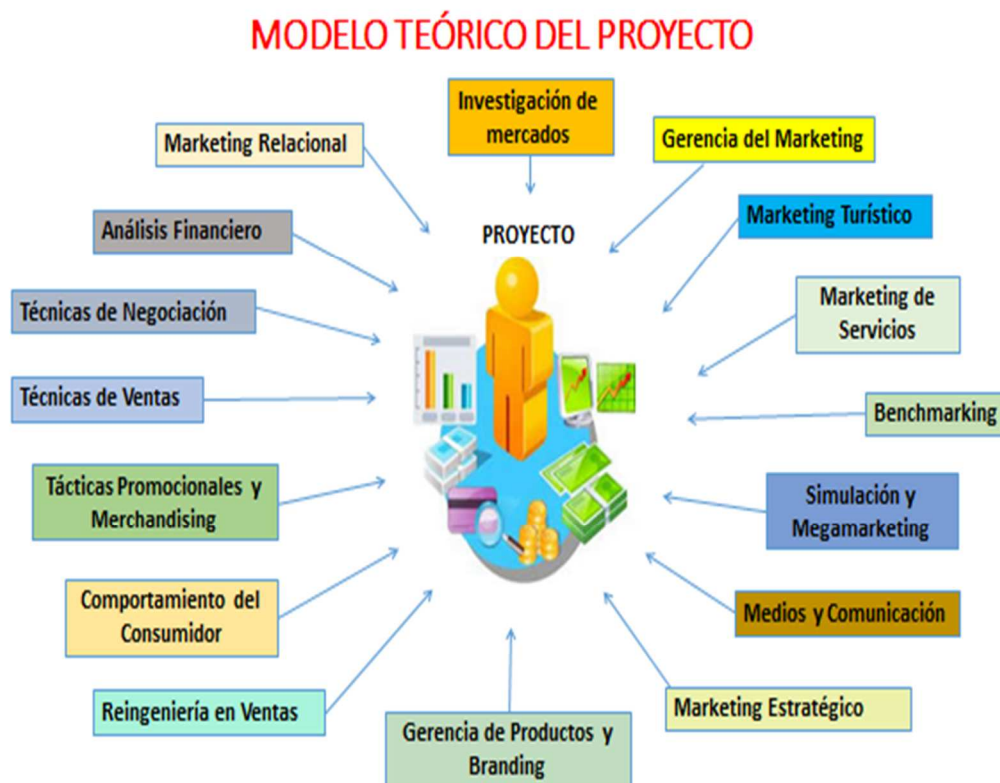 MODELO TEÓRICO DEL PROYECTO
Investigación de
mercados
Marketing Relacional
Gerencia del Marketing
Análisis Financiero
Marketing Turístico
PROYECTO
Técnicas de Negociación
Marketing de
Servicios
Técnicas de Ventas
Benchmarking
Tácticas Promocionales y
Merchandising
Simulación y
Megamarketing
Comportamiento del
Consumidor
Medios y Comunicación
Reingeniería en Ventas
Marketing Estratégico
Gerencia de Productos y
Branding